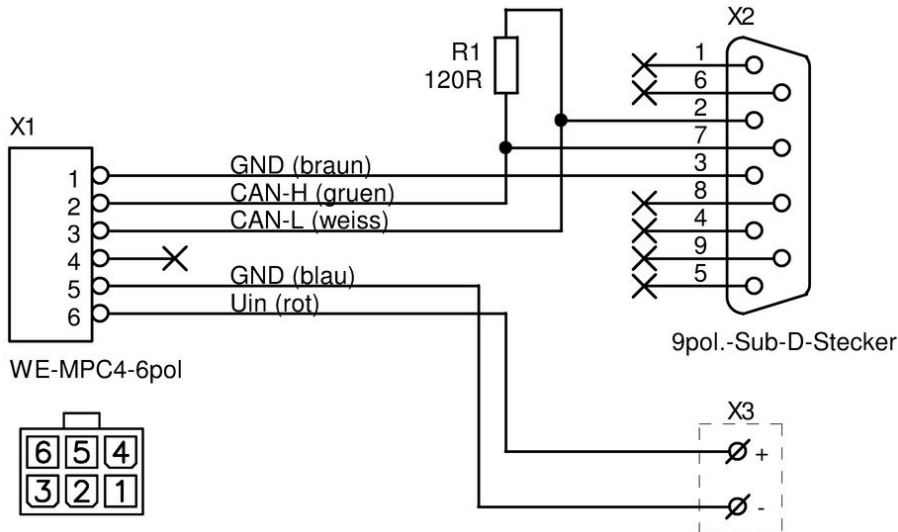 X2
R1
120R
1
6
2
7
3
8
4
9
5
X1
1
2
3
4
5
6
GND (braun)
CAN-H (gruen)
CAN-L (weiss)
GND (blau)
Uin (rot)
WE-MPC4-6pol
9pol.-Sub-D-Stecker
6 5 4
3 2 1
X3
+
-